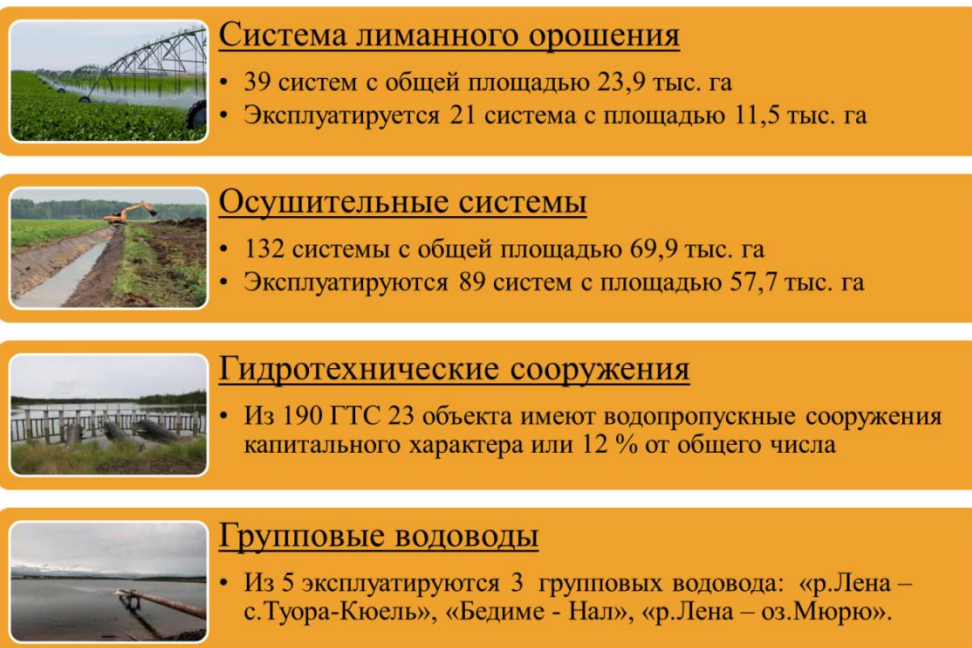 Система лиманного орошения
• 39 систем с общей площадью 23,9 тыс. га
• Эксплуатируется 21 система с площадью 11,5 тыс. га
Осушительные системы
• 132 системы с общей площадью 69,9 тыс. га
• Эксплуатируются 89 систем с площадью 57,7 тыс. га
Гидротехнические сооружения
• Из 190 ГТС 23 объекта имеют водопропускные сооружения
капитального характера или 12 % от общего числа
Групповые водоводы
• Из 5 эксплуатируются 3 групповых водовода: «р.Лена –
с.Туора-Кюель», «Бедиме - Нал», «р.Лена – оз.Мюрю».